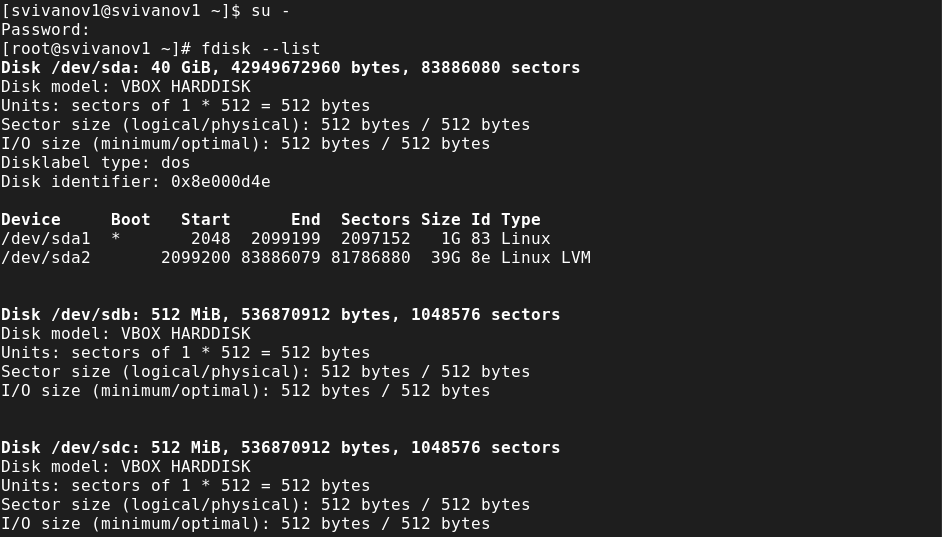 [svivanov1@svivanov1 ~]$ su -
Password:
[root@svivanov1 ~]# fdisk --list
Disk /dev/sda: 40 GiB, 42949672960 bytes, 83886080 sectors
Disk model: VBOX HARDDISK
Units: sectors of 1 * 512 = 512 bytes
Sector size (logical/physical): 512 bytes / 512 bytes
I/O size (minimum/optimal): 512 bytes / 512 bytes
Disklabel type: dos
Disk identifier: 0x8e000d4e

Device     Boot   Start      End  Sectors Size Id Type
/dev/sda1  *       2048  2099199  2097152   1G 83 Linux
/dev/sda2       2099200 83886079 81786880  39G 8e Linux LVM

Disk /dev/sdb: 512 MiB, 536870912 bytes, 1048576 sectors
Disk model: VBOX HARDDISK
Units: sectors of 1 * 512 = 512 bytes
Sector size (logical/physical): 512 bytes / 512 bytes
I/O size (minimum/optimal): 512 bytes / 512 bytes

Disk /dev/sdc: 512 MiB, 536870912 bytes, 1048576 sectors
Disk model: VBOX HARDDISK
Units: sectors of 1 * 512 = 512 bytes
Sector size (logical/physical): 512 bytes / 512 bytes
I/O size (minimum/optimal): 512 bytes / 512 bytes